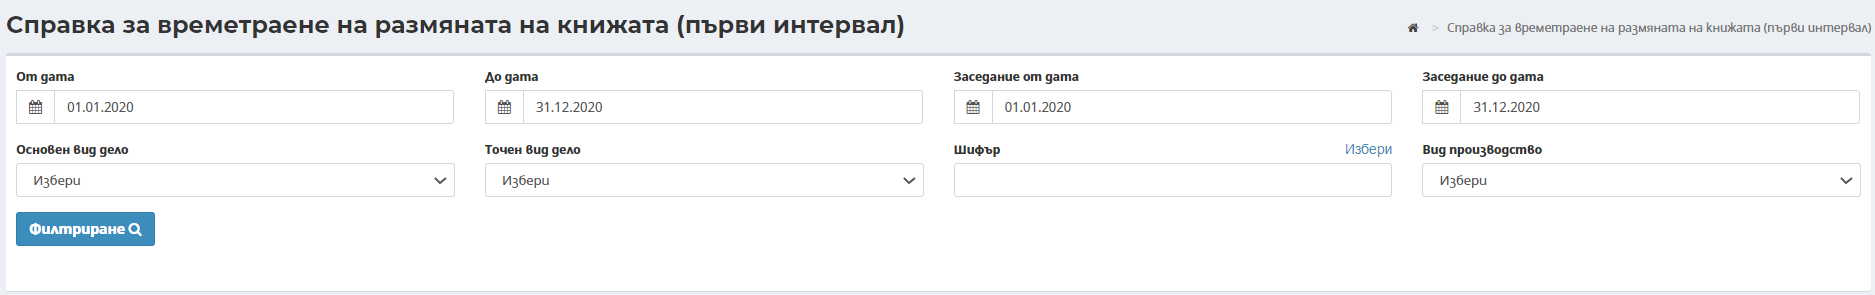 Справка за времетраене на размяната на книжата (първи интервал)
> Справка за времетраене на размяната на книжата (първи интервал)
От дата До дата Заседание от дата Заседание до дата
01.01.2020 31.12.2020 01.01.2020 31.12.2020
Основен вид дело Точен вид дело Шифър Избери Вид производство
Избери Избери Избери
Филтриране